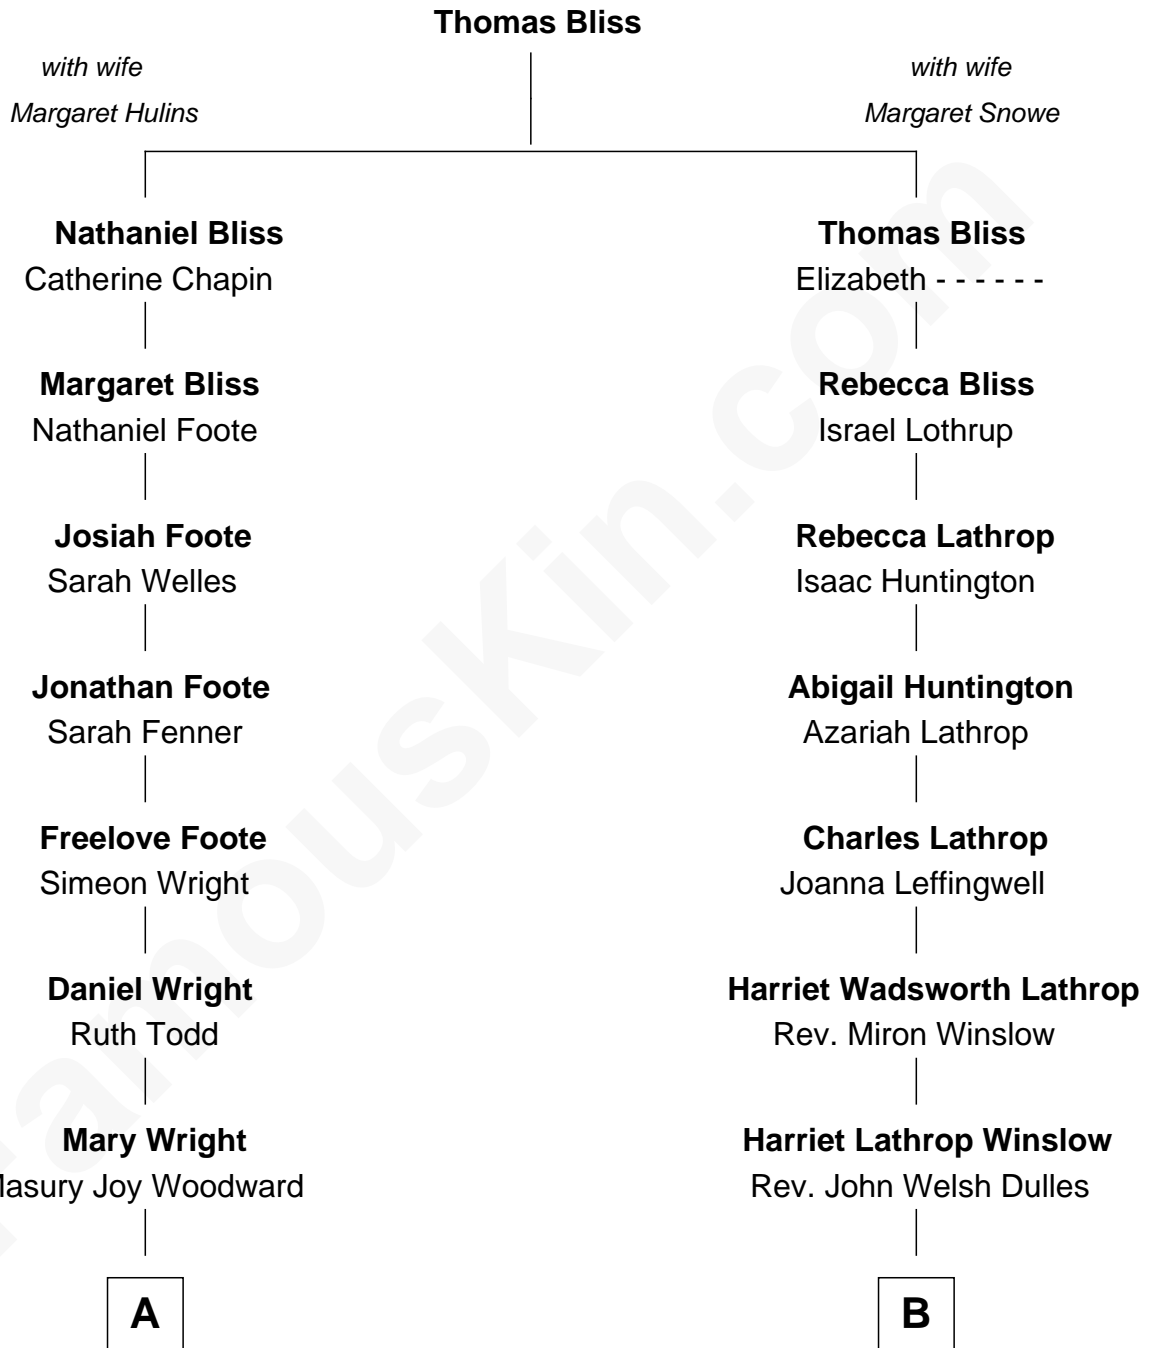 Thomas Bliss
with wife
Margaret Hulins
with wife
Margaret Snowe
Nathaniel Bliss
Catherine Chapin
Thomas Bliss
Elizabeth - - - - - -
Margaret Bliss
Nathaniel Foote
Rebecca Bliss
Israel Lothrup
Josiah Foote
Sarah Welles
Rebecca Lathrop
Isaac Huntington
Jonathan Foote
Sarah Fenner
Abigail Huntington
Azariah Lathrop
Freelove Foote
Simeon Wright
Charles Lathrop
Joanna Leffingwell
Daniel Wright
Ruth Todd
Harriet Wadsworth Lathrop
Rev. Miron Winslow
Mary Wright
Masury Joy Woodward
Harriet Lathrop Winslow
Rev. John Welsh Dulles
A
B
FamousKin.com